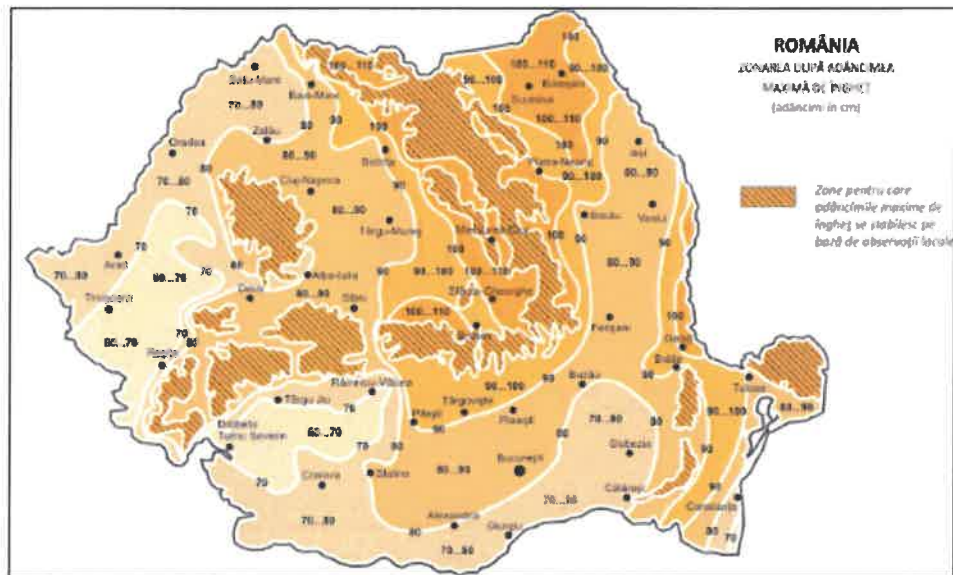 ROMÂNIA
ZONAREA DUPĂ ADÂNCIMEA
MAXIMĂ DE ÎNGHEȚ
(adâncimi în cm)
Zone pentru care
adâncimile maxime de
îngheț se stabilesc pe
bază de observații locale
Satu-Mare
Baia-Mare
Suceava
Botoșani
Zalău
Oradea
Bistrița
Piatra-Neamț
Iași
Cluj-Napoca
Târgu-Mureș
Bacău
Vaslui
Miercurea-Ciuc
Arad
Alba-Iulia
Deva
Sibiu
Sfântu-Gheorghe
Timișoara
Brașov
Focșani
Galați
Reșița
Brăila
Tulcea
Râmnicu-Vâlcea
Buzău
Târgu Jiu
Târgoviște
Pitești
Ploiești
Drobeta
Turnu Severin
Slobozia
București
Craiova
Slatina
Călărași
Constanța
Alexandria
Giurgiu
100...110
70...80
80...90
90...100
60...70
70
80
90
100